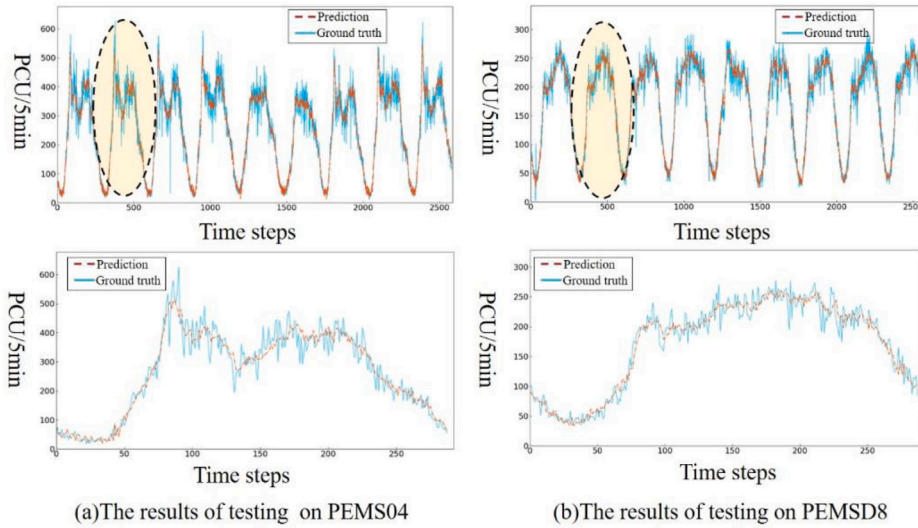 600
500
400
300
200
100
0
PCU/5min
Prediction
Ground truth
0 500 1000 1500 2000 2500
Time steps
300
250
200
150
100
50
0
PCU/5min
Prediction
Ground truth
0 500 1000 1500 2000 2500
Time steps
600
500
400
300
200
100
0
PCU/5min
Prediction
Ground truth
0 50 100 150 200 250
Time steps
300
250
200
150
100
50
0
PCU/5min
Prediction
Ground truth
0 50 100 150 200 250
Time steps
(a)The results of testing on PEMS04
(b)The results of testing on PEMSD8